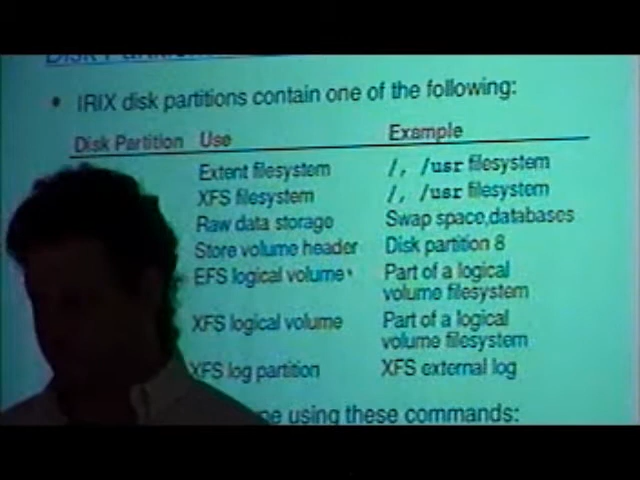 • IRIX disk partitions contain one of the following:
Disk Partition Use Example
Extent filesystem /, /usr filesystem
XFS filesystem /, /usr filesystem
Raw data storage Swap space,databases
Store volume header Disk partition 8
EFS logical volume* Part of a logical
volume filesystem
XFS logical volume Part of a logical
volume filesystem
XFS log partition XFS external log
using these commands: